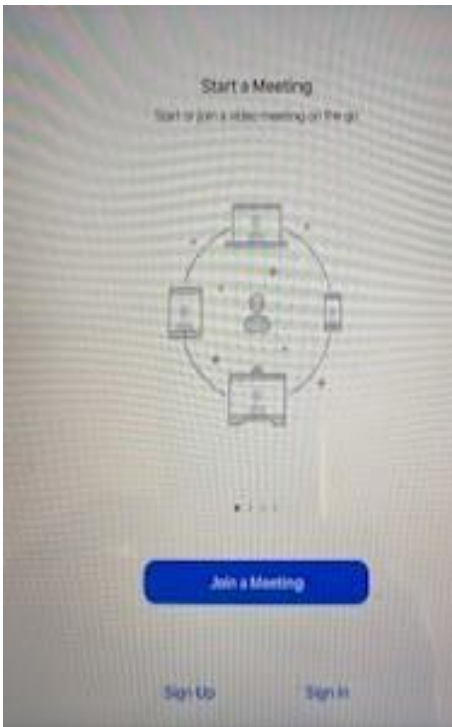 Start a Meeting
Start or join a video meeting on the go
Join a Meeting
Sign Up
Sign In